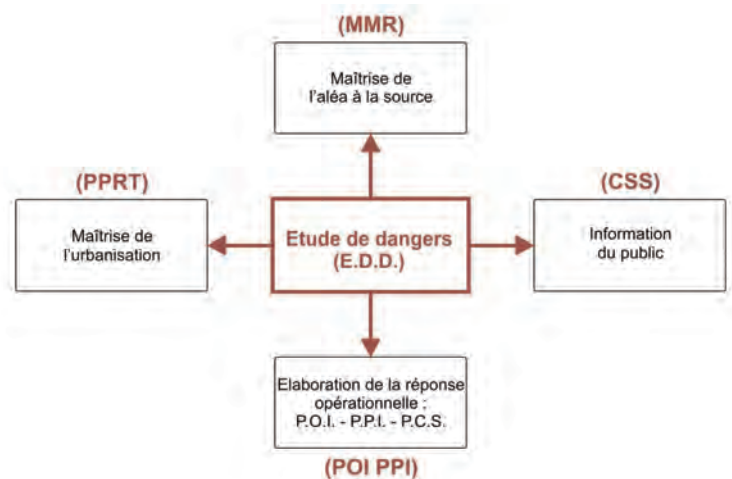 (MMR)
Maîtrise de
l'aléa à la source
(PPRT)
Maîtrise de
l'urbanisation
Etude de dangers
(E.D.D.)
(CSS)
Information
du public
Elaboration de la réponse
opérationnelle :
P.O.I. - P.P.I. - P.C.S.
(POI PPI)